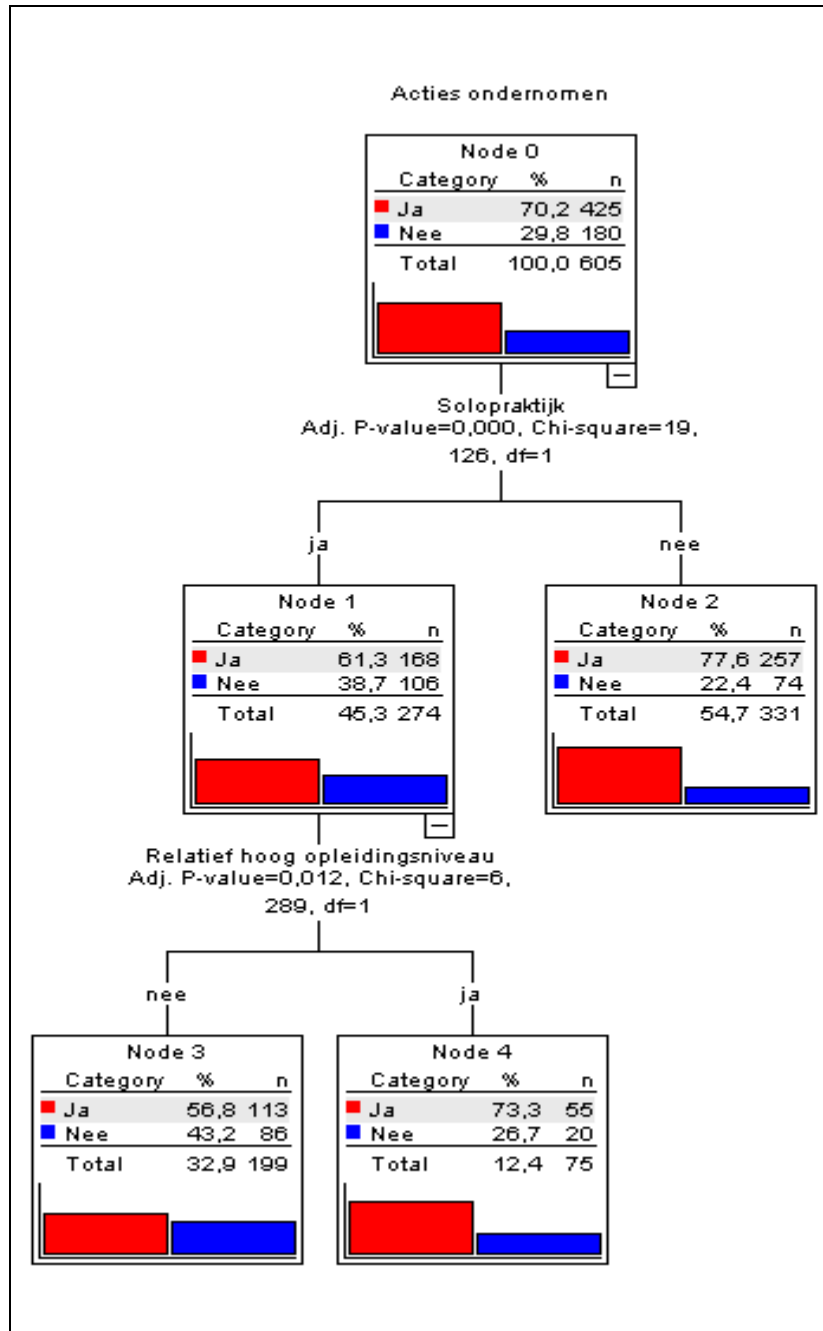 Acties ondernomen
Node 0
Category % n
Ja 70,2 425
Nee 29,8 180
Total 100,0 605
Solopraktijk
Adj. P-value=0,000, Chi-square=19,
126, df=1
ja
nee
Node 1
Category % n
Ja 61,3 168
Nee 38,7 106
Total 45,3 274
Node 2
Category % n
Ja 77,6 257
Nee 22,4 74
Total 54,7 331
Relatief hoog opleidingsniveau
Adj. P-value=0,012, Chi-square=6,
289, df=1
nee
ja
Node 3
Category % n
Ja 56,8 113
Nee 43,2 86
Total 32,9 199
Node 4
Category % n
Ja 73,3 55
Nee 26,7 20
Total 12,4 75